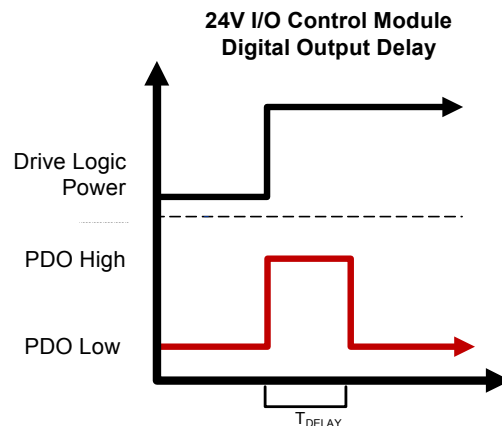 24V I/O Control Module
Digital Output Delay
Drive Logic
Power
PDO High
PDO Low
TDELAY